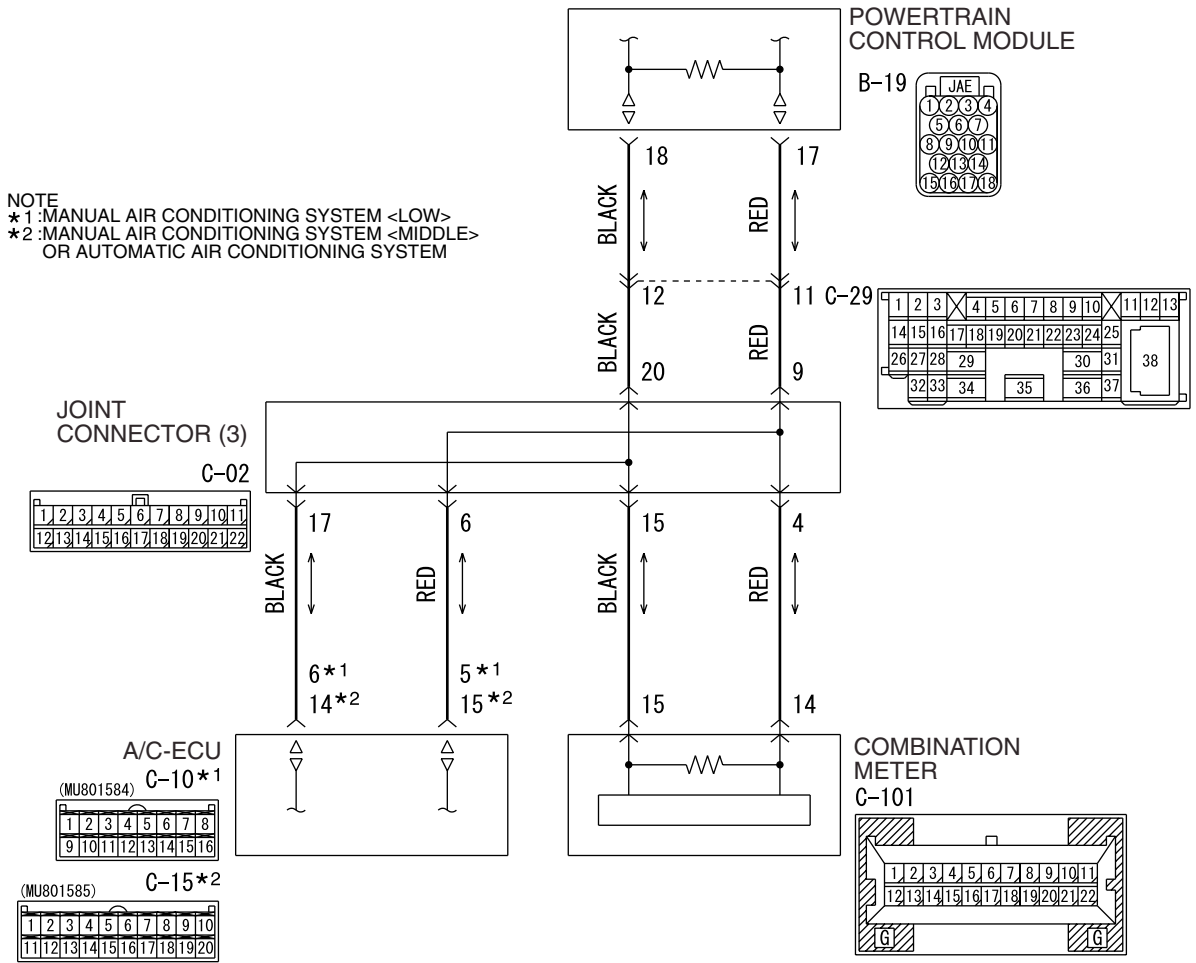 POWERTRAIN
CONTROL MODULE
B-19
JAE
1 2 3 4
5 6 7
8 9 10 11
12 13 14
15 16 17 18
18
17
BLACK
RED
NOTE
*1 :MANUAL AIR CONDITIONING SYSTEM <LOW>
*2 :MANUAL AIR CONDITIONING SYSTEM <MIDDLE>
OR AUTOMATIC AIR CONDITIONING SYSTEM
12
11
C-29
1 2 3 4 5 6 7 8 9 10 11 12 13
14 15 16 17 18 19 20 21 22 23 24 25
26 27 28 29 30 31 38
32 33 34 35 36 37
BLACK
RED
20
9
JOINT
CONNECTOR (3)
C-02
1 2 3 4 5 6 7 8 9 10 11
12 13 14 15 16 17 18 19 20 21 22
17
6
15
4
BLACK
RED
BLACK
RED
6*1
14*2
5*1
15*2
15
14
A/C-ECU
C-10*1
(MU801584)
1 2 3 4 5 6 7 8
9 10 11 12 13 14 15 16
C-15*2
(MU801585)
1 2 3 4 5 6 7 8 9 10
11 12 13 14 15 16 17 18 19 20
COMBINATION
METER
C-101
1 2 3 4 5 6 7 8 9 10 11
12 13 14 15 16 17 18 19 20 21 22
G G